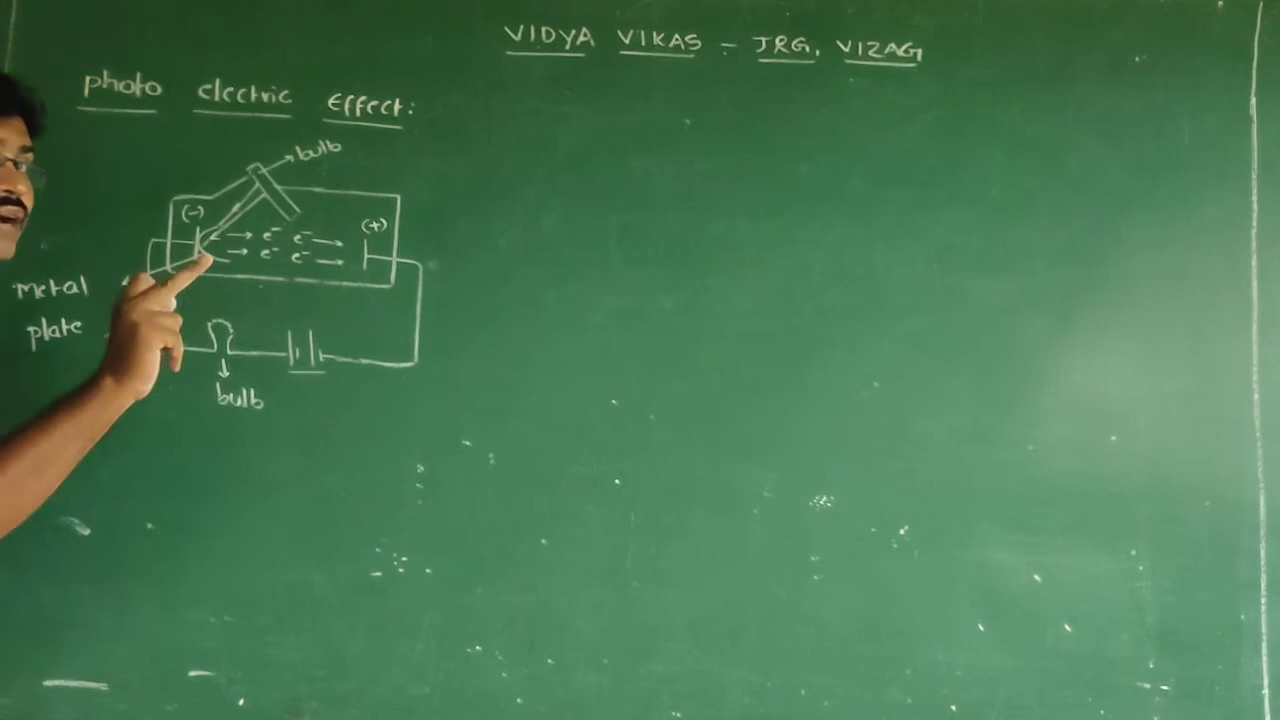 VIDYA VIKAS - JRG, VIZAG
photo electric Effect:
bulb
(-)
(+)
→ e⁻ e⁻ →
→ e⁻ e⁻ →
Metal
plate
bulb